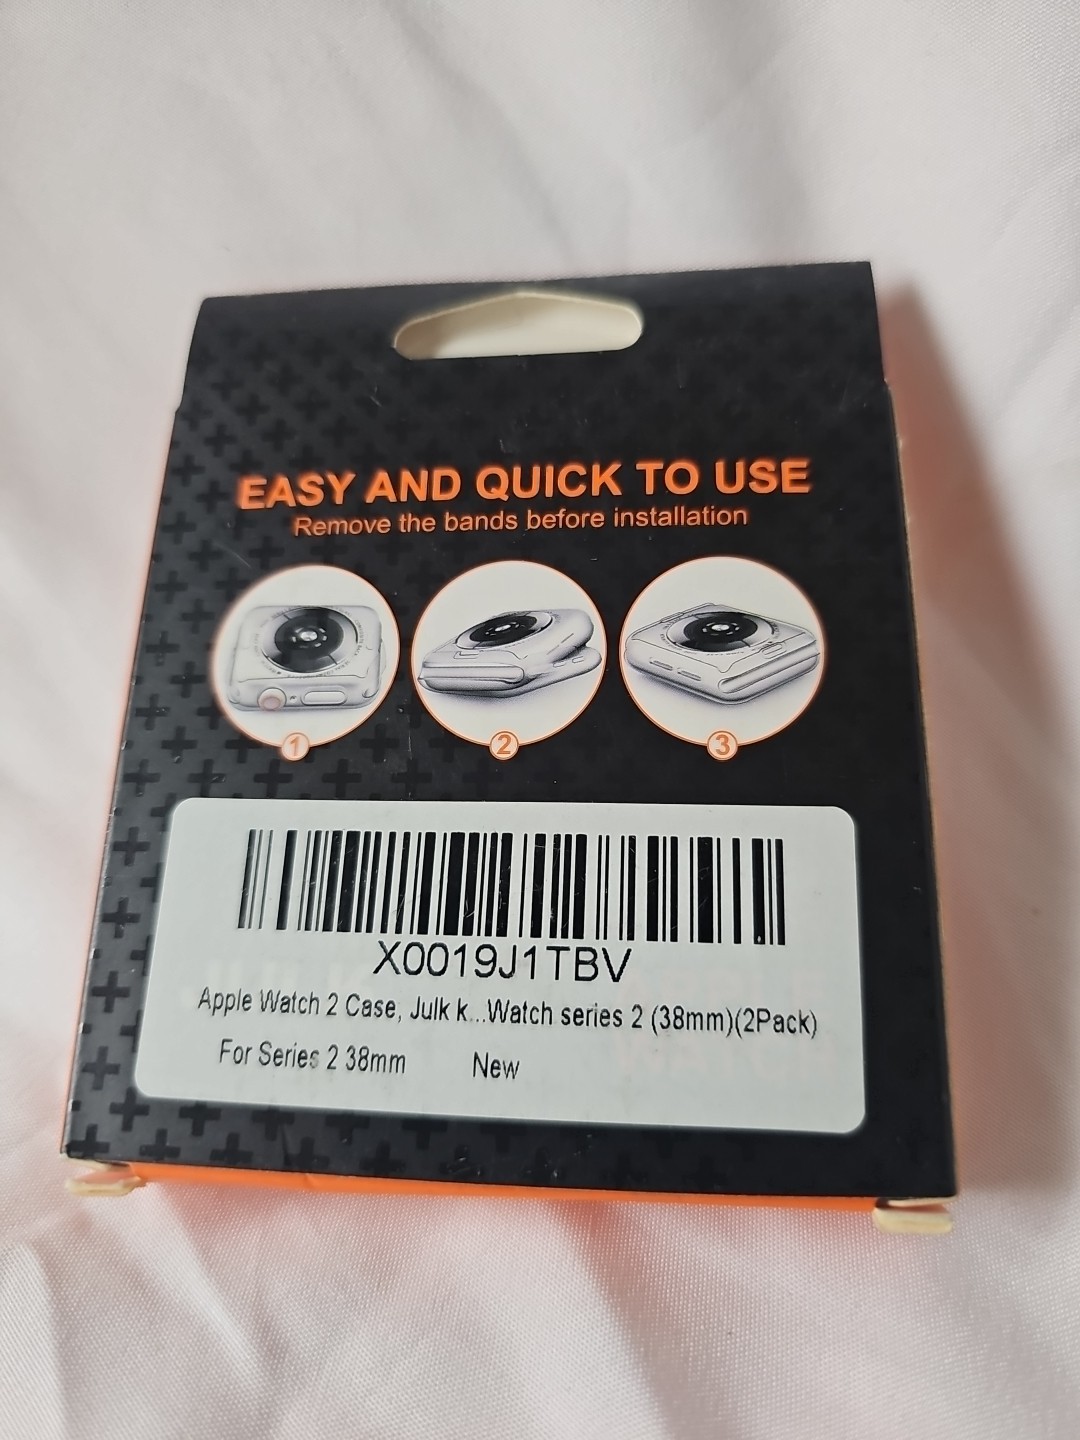 EASY AND QUICK TO USE
Remove the bands before installation
1 2 3
X0019J1TBV
Apple Watch 2 Case, Julk k...Watch series 2 (38mm)(2Pack)
For Series 2 38mm New